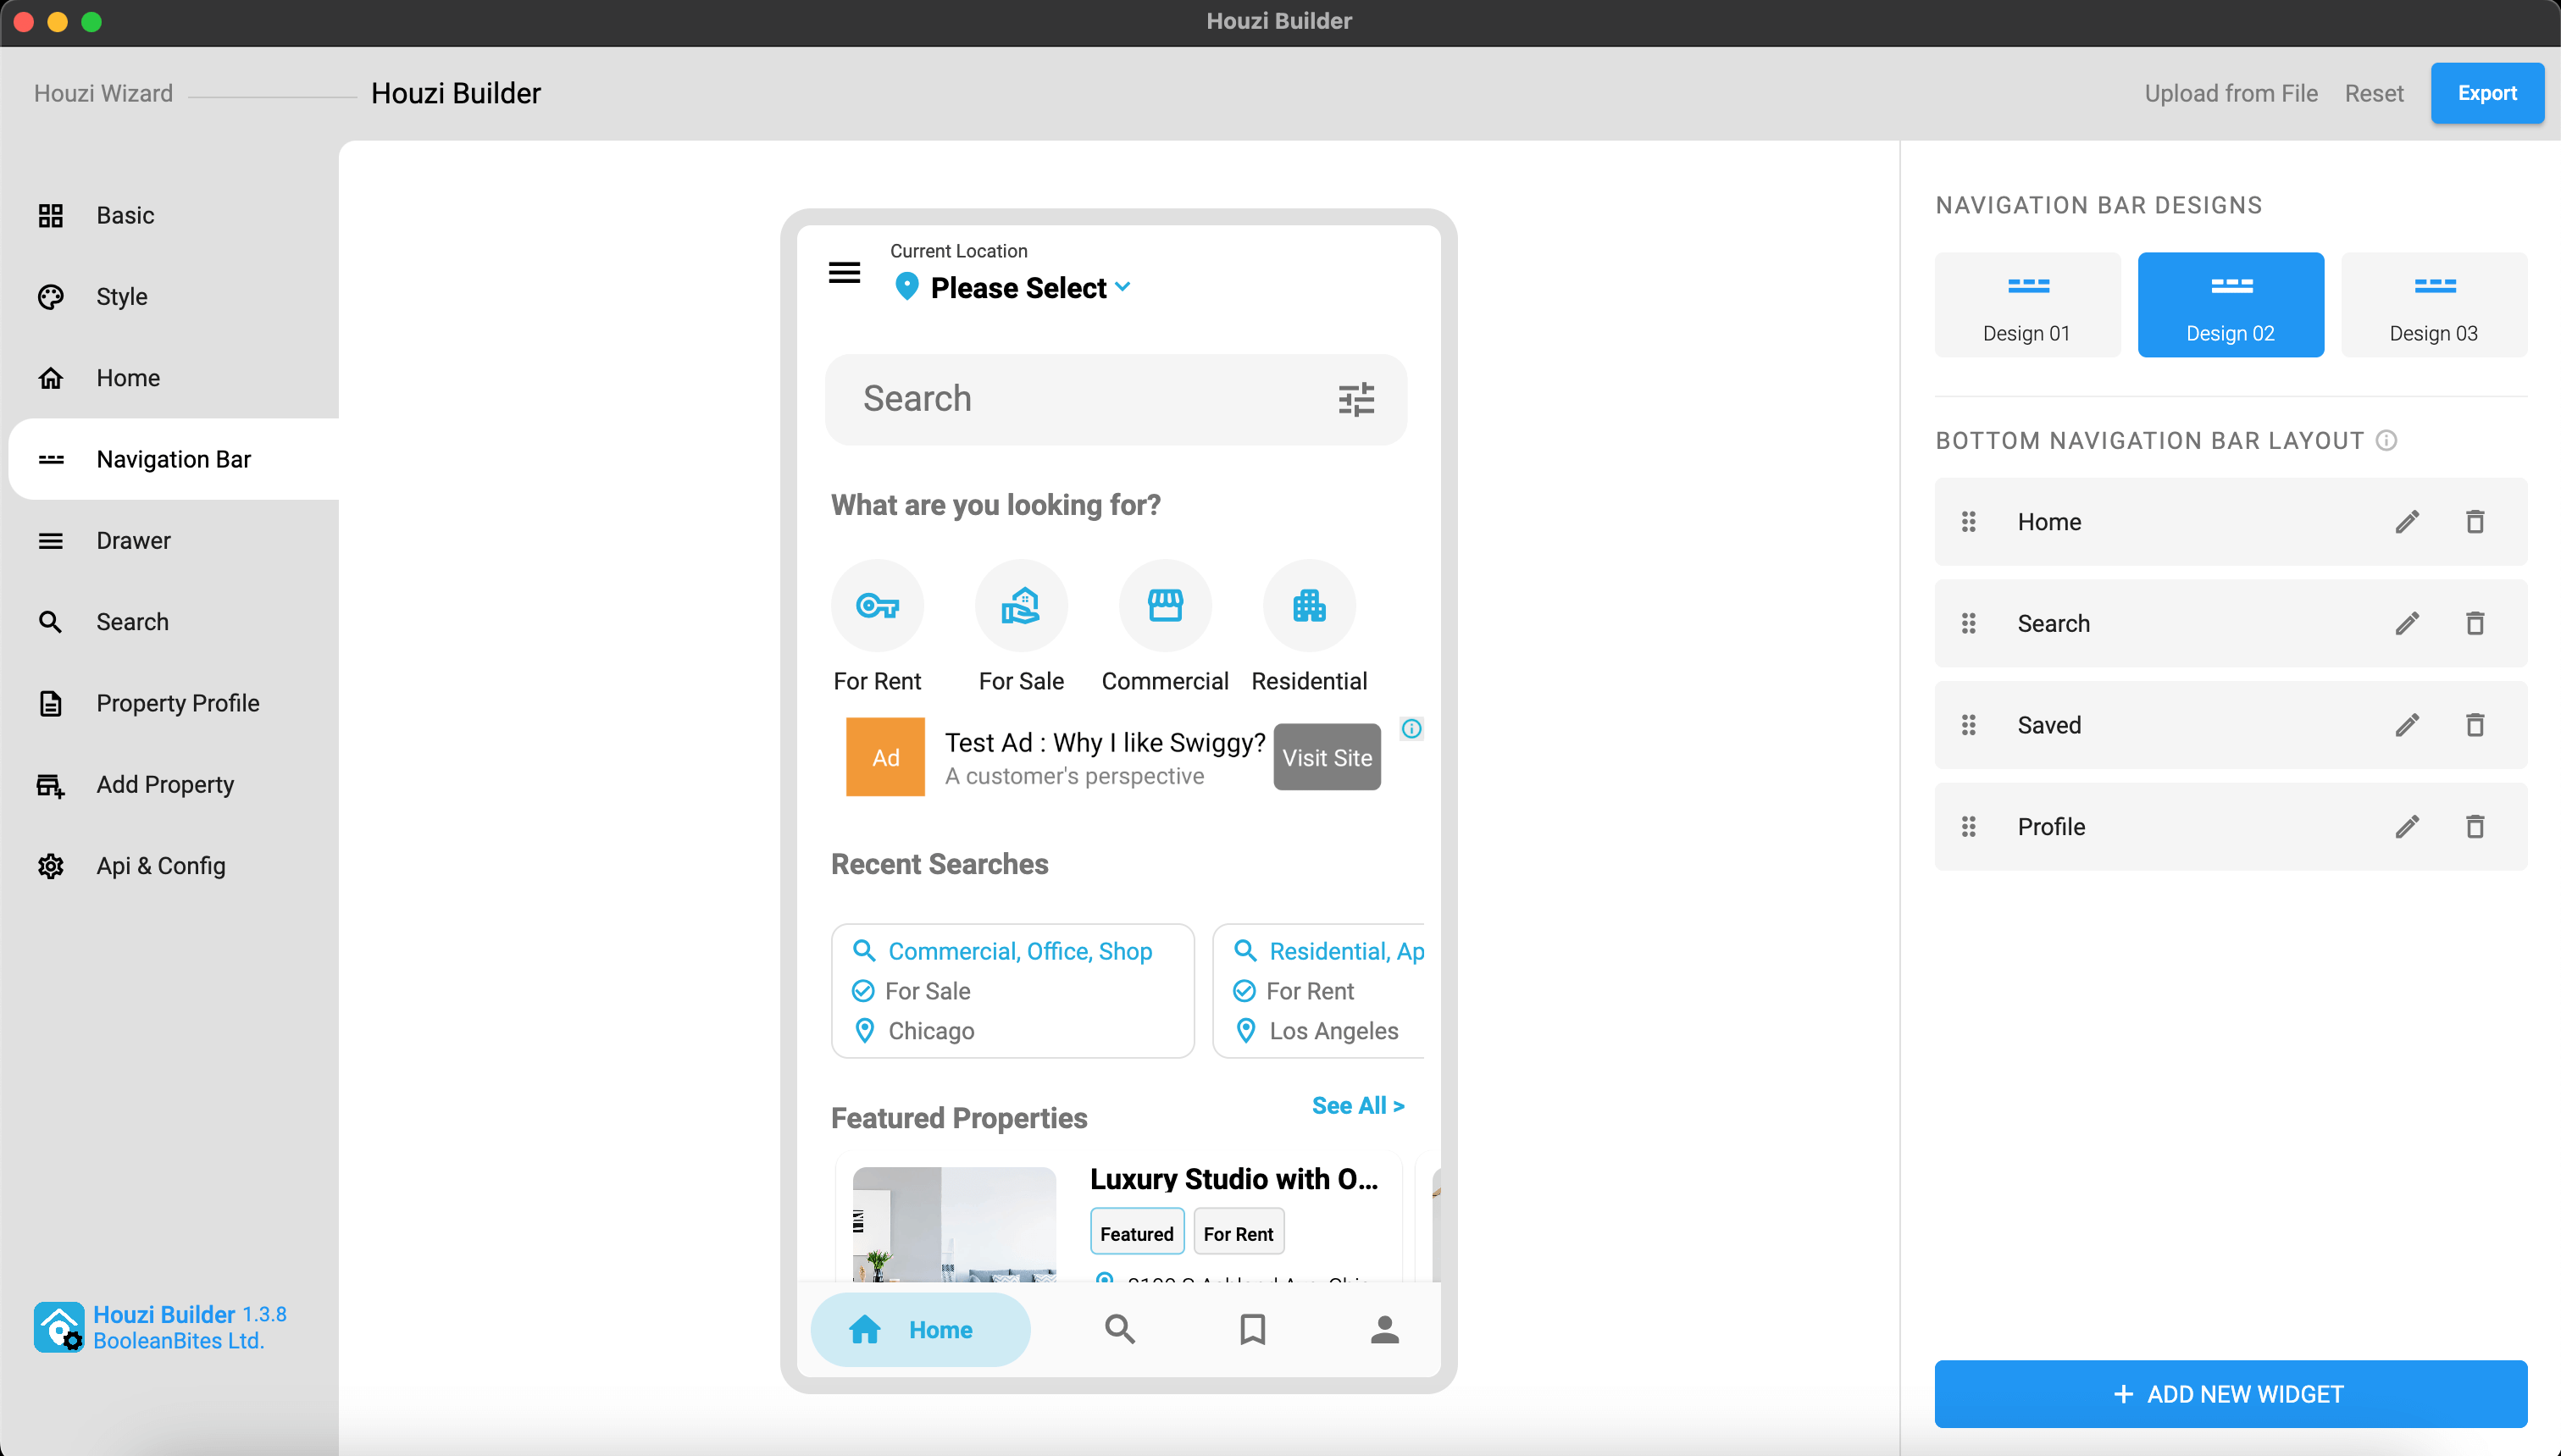 Houzi Builder
Houzi Wizard
Houzi Builder
Upload from File
Reset
Export
Basic
Style
Home
Navigation Bar
Drawer
Search
Property Profile
Add Property
Api & Config
Houzi Builder 1.3.8
BooleanBites Ltd.
Current Location
Please Select
Search
What are you looking for?
For Rent
For Sale
Commercial
Residential
Ad
Test Ad : Why I like Swiggy?
A customer's perspective
Visit Site
Recent Searches
Commercial, Office, Shop
For Sale
Chicago
Residential, Ap
For Rent
Los Angeles
Featured Properties
See All >
Luxury Studio with O...
Featured
For Rent
Home
NAVIGATION BAR DESIGNS
Design 01
Design 02
Design 03
BOTTOM NAVIGATION BAR LAYOUT
Home
Search
Saved
Profile
+ ADD NEW WIDGET